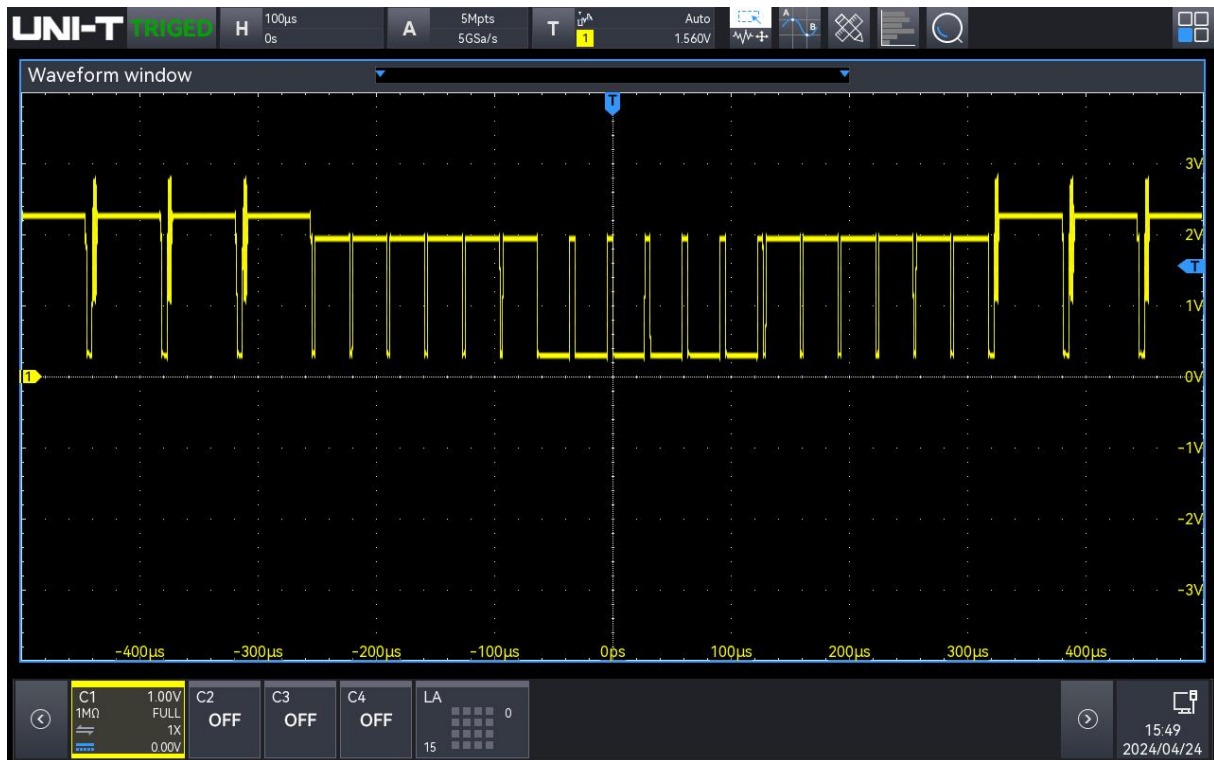 UNI-T TRIGED H 100μs A 5Mpts T Auto
0s 5GSa/s 1 1.560V
A B
Waveform window
T
3V
2V
T
1V
1 0V
-1V
-2V
-3V
-400μs -300μs -200μs -100μs 0ps 100μs 200μs 300μs 400μs
C1 1.00V C2 C3 C4 LA
1MΩ FULL OFF OFF OFF 0
1X
0.00V 15
15:49
2024/04/24